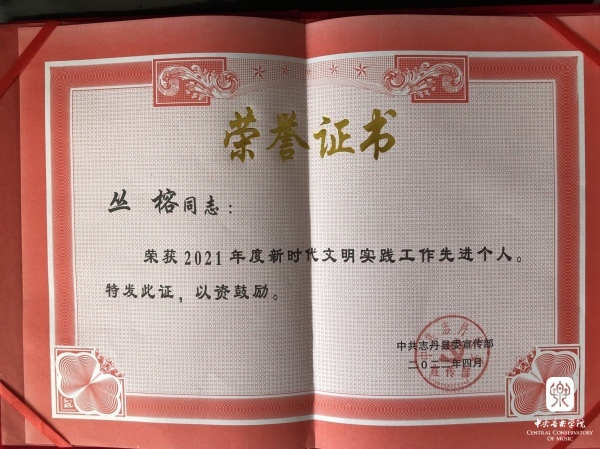 荣誉证书
丛 榕同志：
荣获2021年度新时代文明实践工作先进个人。
特发此证，以资鼓励。
中共志丹县委宣传部
二〇二二年四月
中央音乐学院
CENTRAL CONSERVATORY
OF MUSIC